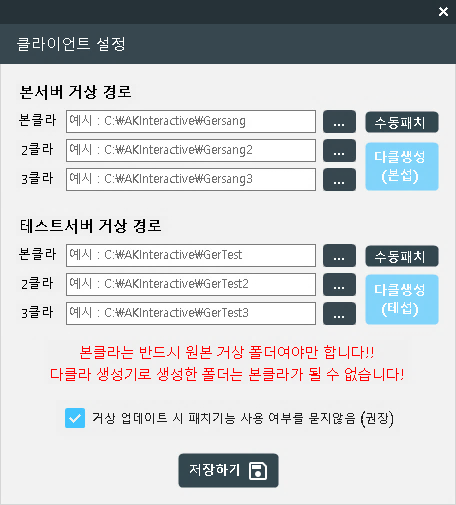 클라이언트 설정
본서버 거상 경로
본클라 예시 : C:₩AKInteractive₩Gersang ... 수동패치
2클라 예시 : C:₩AKInteractive₩Gersang2 ... 다클생성
3클라 예시 : C:₩AKInteractive₩Gersang3 ... (본섭)
테스트서버 거상 경로
본클라 예시 : C:₩AKInteractive₩GerTest ... 수동패치
2클라 예시 : C:₩AKInteractive₩GerTest2 ... 다클생성
3클라 예시 : C:₩AKInteractive₩GerTest3 ... (테섭)
본클라는 반드시 원본 거상 폴더여야만 합니다!!
다클라 생성기로 생성한 폴더는 본클라가 될 수 없습니다!
거상 업데이트 시 패치기능 사용 여부를 묻지않음 (권장)
저장하기